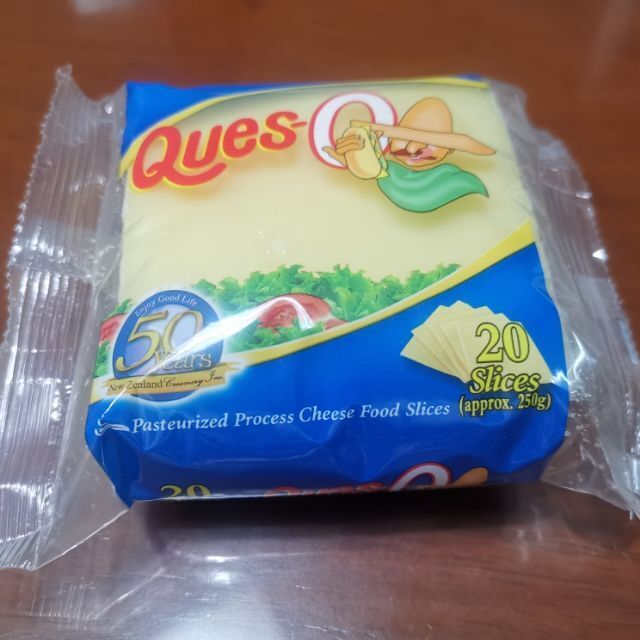 Ques-O
Enjoy Good Life
50
Years
New Zealand Creamery Inc.
20
Slices
(approx. 250g)
Pasteurized Process Cheese Food Slices
20
Ques-O